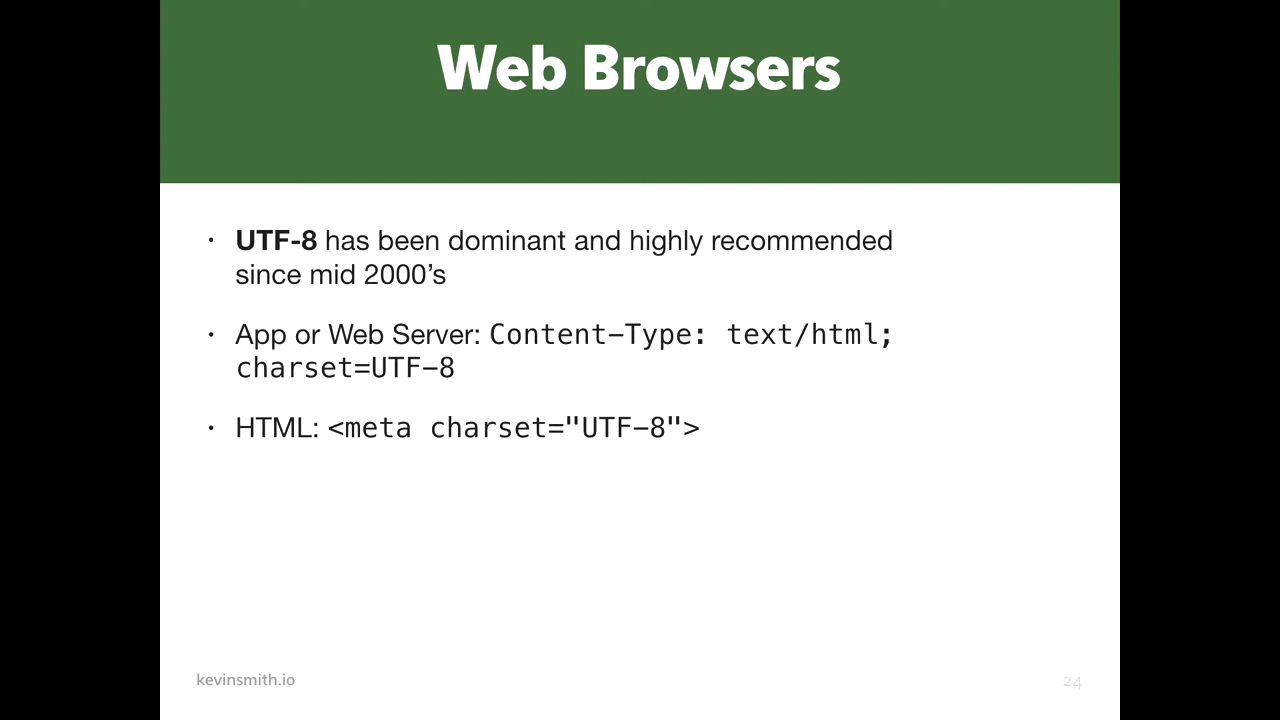 Web Browsers
• UTF-8 has been dominant and highly recommended
since mid 2000’s
• App or Web Server: Content-Type: text/html;
charset=UTF-8
• HTML: <meta charset="UTF-8">
kevinsmith.io
24